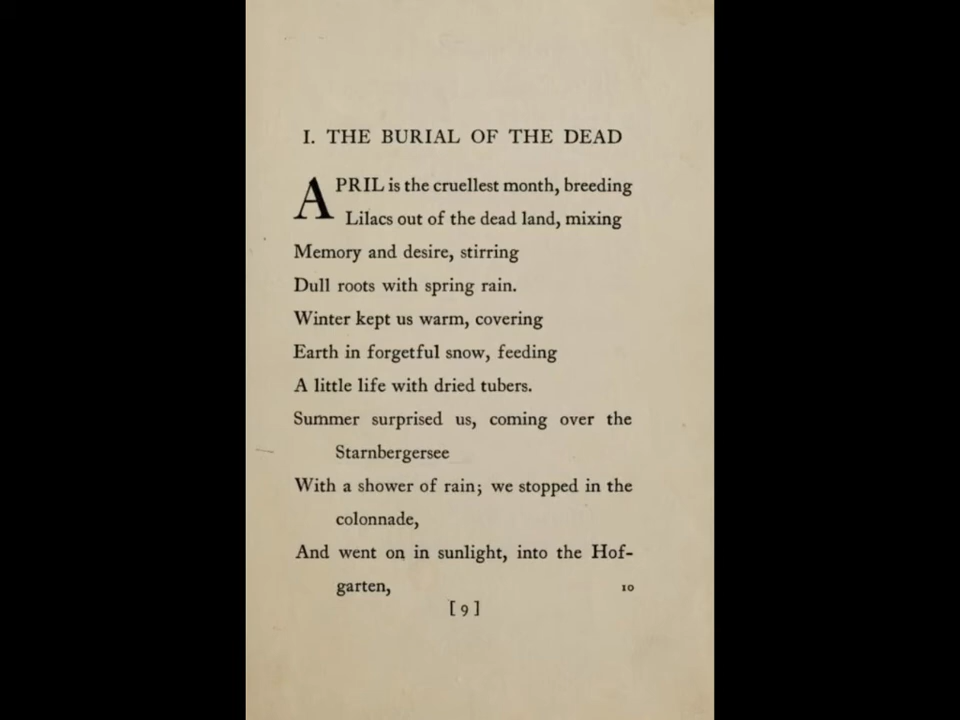 I. THE BURIAL OF THE DEAD
APRIL is the cruellest month, breeding
Lilacs out of the dead land, mixing
Memory and desire, stirring
Dull roots with spring rain.
Winter kept us warm, covering
Earth in forgetful snow, feeding
A little life with dried tubers.
Summer surprised us, coming over the
Starnbergersee
With a shower of rain; we stopped in the
colonnade,
And went on in sunlight, into the Hof-
garten, 10
[9]